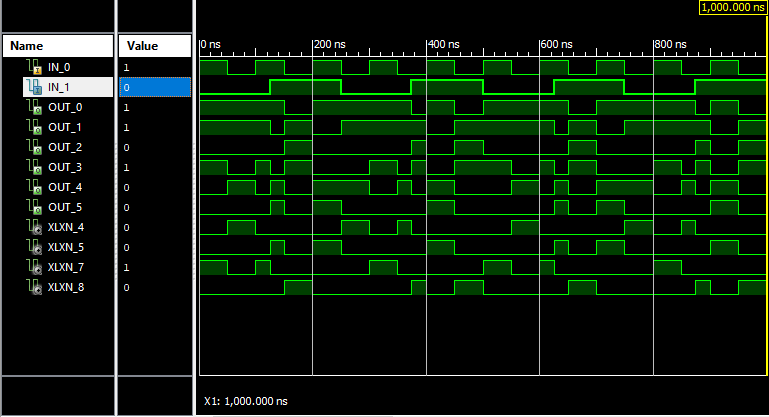 1,000.000 ns
Name Value 0 ns 200 ns 400 ns 600 ns 800 ns
IN_0 1
IN_1 0
OUT_0 1
OUT_1 1
OUT_2 0
OUT_3 1
OUT_4 0
OUT_5 0
XLXN_4 0
XLXN_5 0
XLXN_7 1
XLXN_8 0
X1: 1,000.000 ns